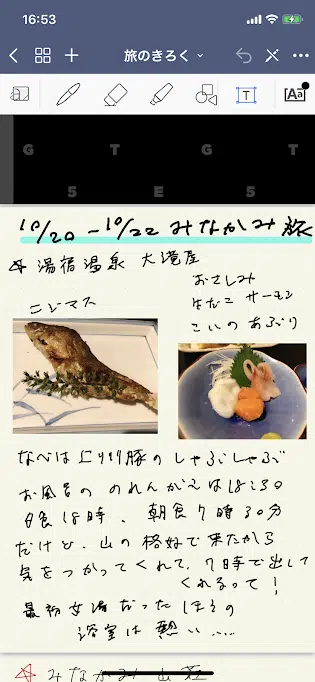 16:53
旅のきろく
T
Aa
G T G T
5 E 5
10/20 ~ 10/22 みなかみ 旅
湯宿温泉 大滝屋
おさしみ
生たこ サーモン
こいの あぶり
ニジマス
なべは 上州豚の しゃぶしゃぶ
お風呂の のれんがえは18:30
夕食 18時、朝食 7時30分
だけど、山の 格好で 来たから
気を つかって くれて、7時で 出して
くれるって!
最初 女湯 だった ほうの
浴室は 熱い....
みなかみ 山荘